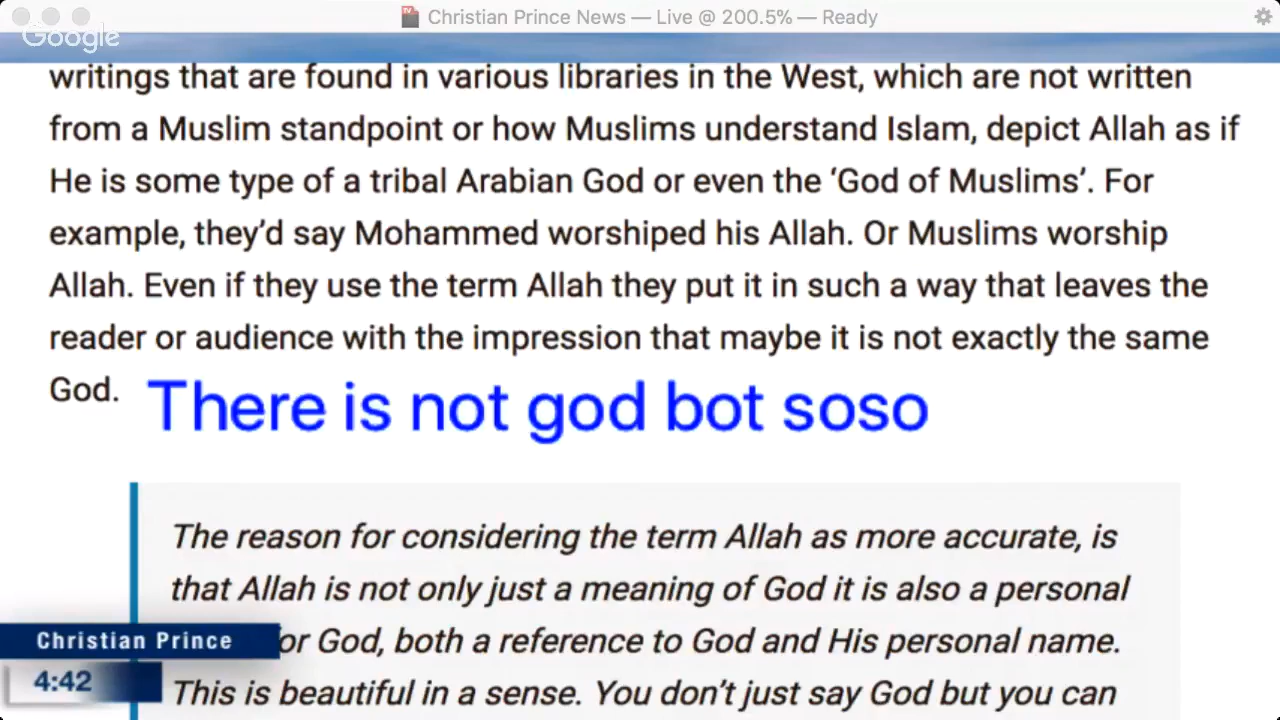 Christian Prince News — Live @ 200.5% — Ready
Google
writings that are found in various libraries in the West, which are not written
from a Muslim standpoint or how Muslims understand Islam, depict Allah as if
He is some type of a tribal Arabian God or even the ‘God of Muslims’. For
example, they’d say Mohammed worshiped his Allah. Or Muslims worship
Allah. Even if they use the term Allah they put it in such a way that leaves the
reader or audience with the impression that maybe it is not exactly the same
God.
There is not god bot soso
The reason for considering the term Allah as more accurate, is
that Allah is not only just a meaning of God it is also a personal
or God, both a reference to God and His personal name.
This is beautiful in a sense. You don’t just say God but you can
Christian Prince
4:42